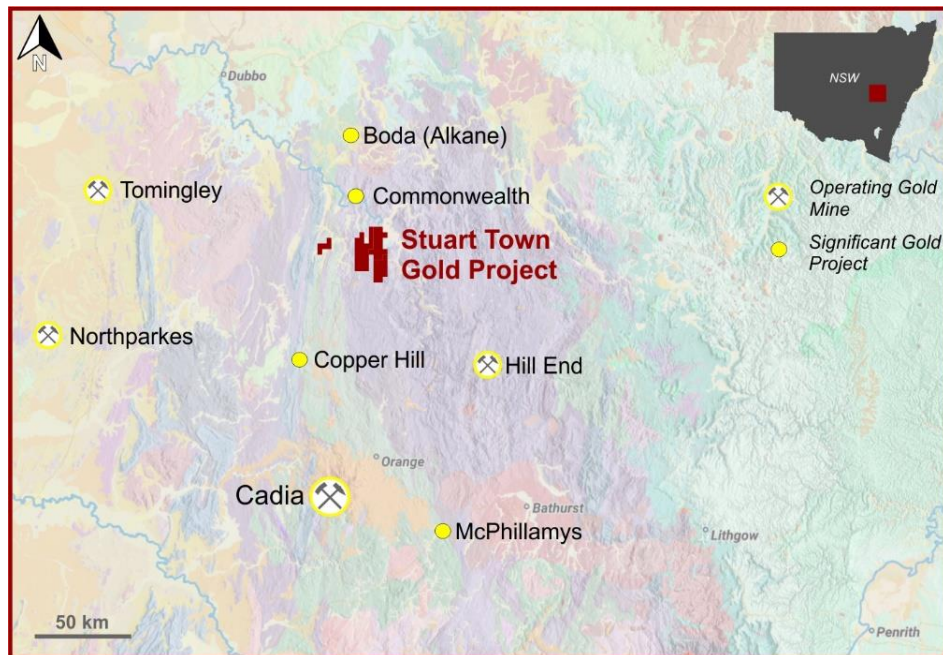 N
Dubbo
NSW
Boda (Alkane)
Tomingley
Commonwealth
Operating Gold
Mine
Stuart Town
Gold Project
Significant Gold
Project
Northparkes
Copper Hill
Hill End
Orange
Cadia
Bathurst
McPhillamys
Lithgow
50 km
Penrith